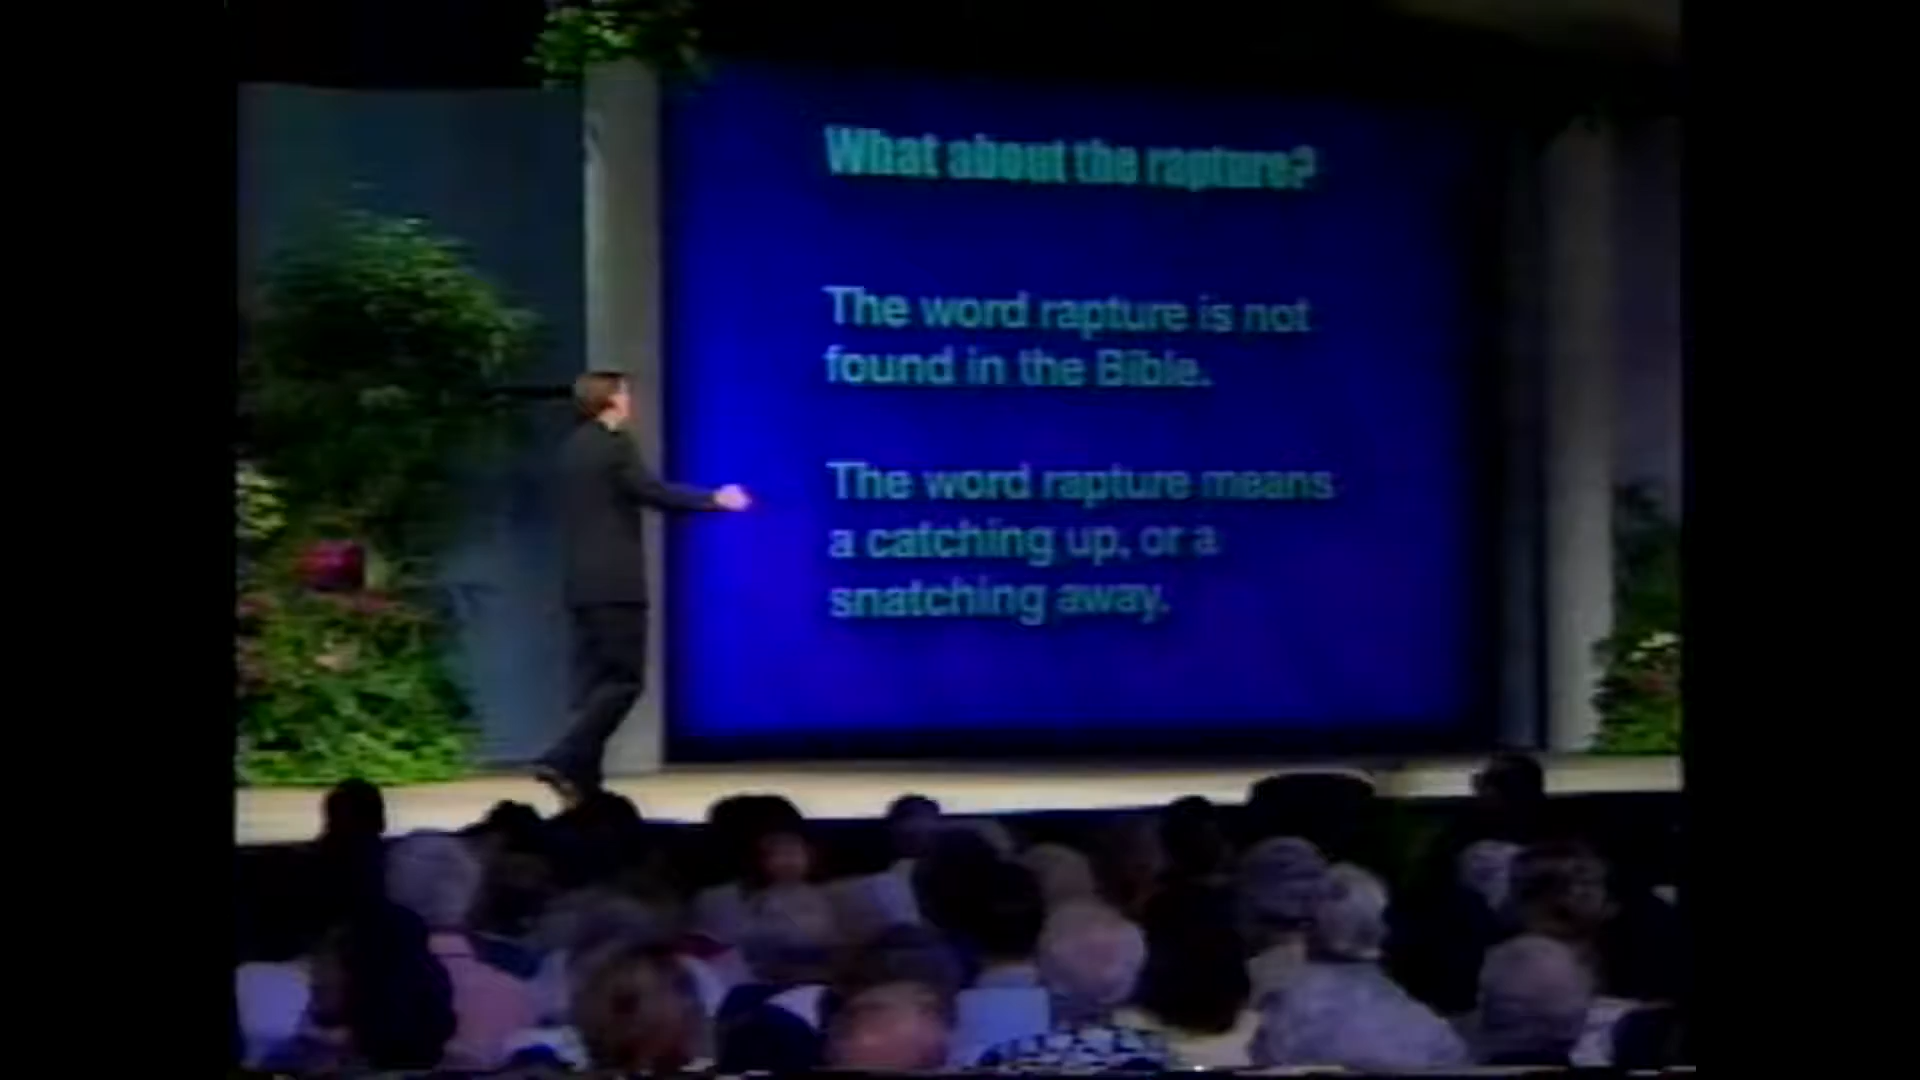 What about the rapture?
The word rapture is not
found in the Bible.
The word rapture means
a catching up, or a
snatching away.